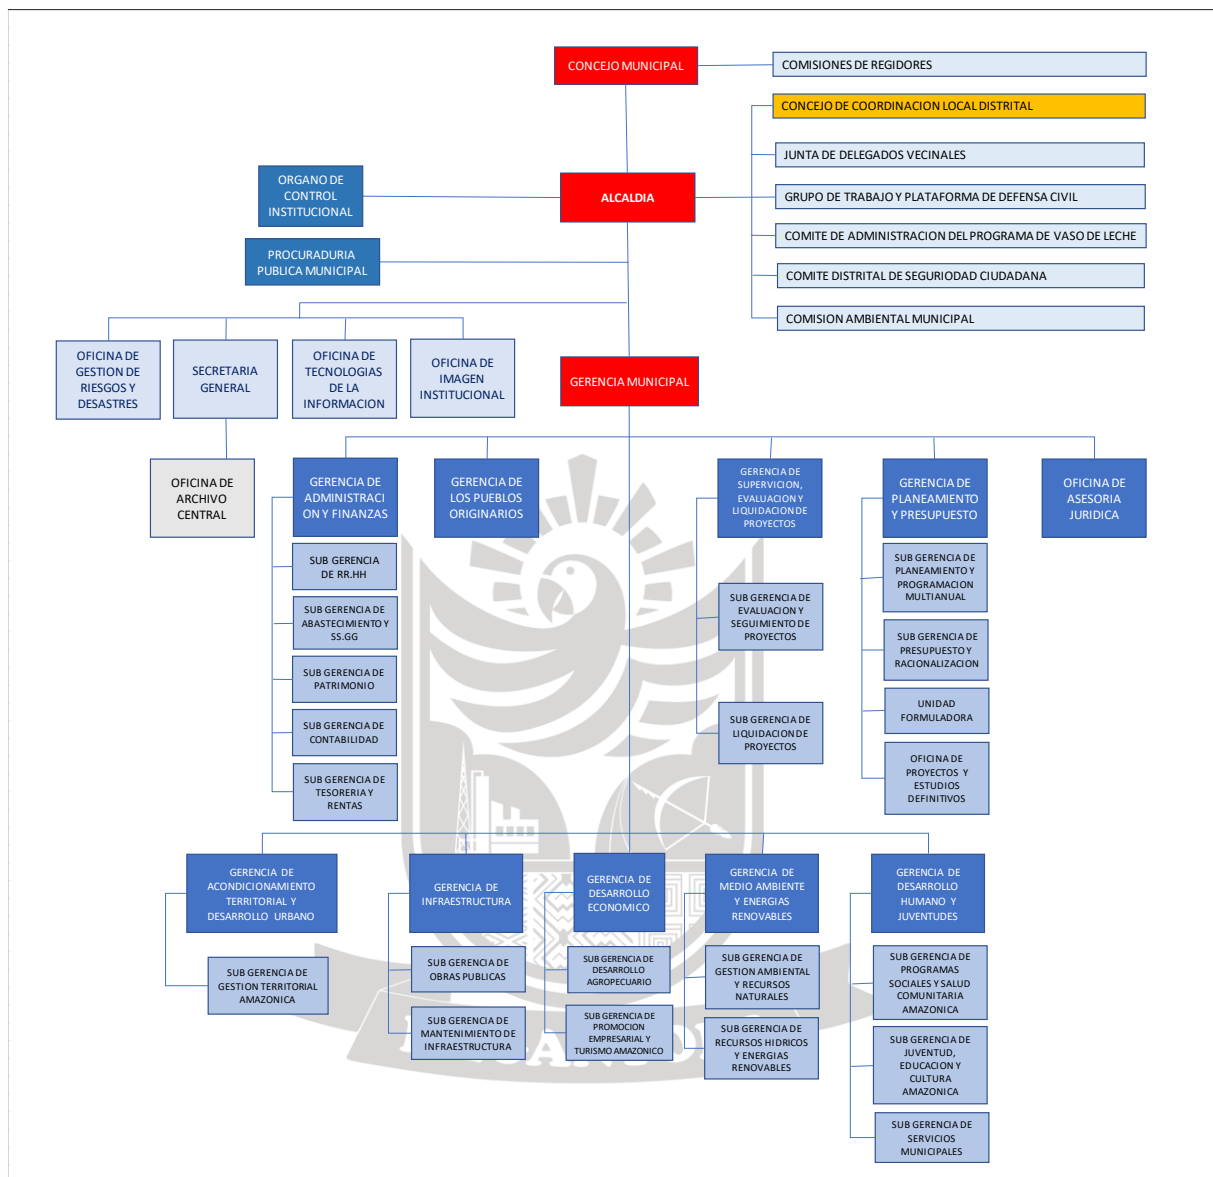 CONCEJO MUNICIPAL
COMISIONES DE REGIDORES
CONCEJO DE COORDINACION LOCAL DISTRITAL
JUNTA DE DELEGADOS VECINALES
ORGANO DE
CONTROL
INSTITUCIONAL
ALCALDIA
GRUPO DE TRABAJO Y PLATAFORMA DE DEFENSA CIVIL
COMITE DE ADMINISTRACION DEL PROGRAMA DE VASO DE LECHE
PROCURADURIA
PUBLICA MUNICIPAL
COMITE DISTRITAL DE SEGURIODAD CIUDADANA
COMISION AMBIENTAL MUNICIPAL
OFICINA DE
GESTION DE
RIESGOS Y
DESASTRES
SECRETARIA
GENERAL
OFICINA DE
TECNOLOGIAS
DE LA
INFORMACION
OFICINA DE
IMAGEN
INSTITUCIONAL
GERENCIA MUNICIPAL
OFICINA DE
ARCHIVO
CENTRAL
GERENCIA DE
ADMINISTRACI
ON Y FINANZAS
GERENCIA DE
LOS PUEBLOS
ORIGINARIOS
GERENCIA DE
SUPERVICION,
EVALUACION Y
LIQUIDACION DE
PROYECTOS
GERENCIA DE
PLANEAMIENTO
Y PRESUPUESTO
OFICINA DE
ASESORIA
JURIDICA
SUB GERENCIA
DE RR.HH
SUB GERENCIA DE
ABASTECIMIENTO Y
SS.GG
SUB GERENCIA DE
PATRIMONIO
SUB GERENCIA DE
CONTABILIDAD
SUB GERENCIA DE
TESORERIA Y
RENTAS
SUB GERENCIA DE
EVALUACION Y
SEGUIMIENTO DE
PROYECTOS
SUB GERENCIA DE
LIQUIDACION DE
PROYECTOS
SUB GERENCIA DE
PLANEAMIENTO Y
PROGRAMACION
MULTIANUAL
SUB GERENCIA DE
PRESUPUESTO Y
RACIONALIZACION
UNIDAD
FORMULADORA
OFICINA DE
PROYECTOS Y
ESTUDIOS
DEFINITIVOS
GERENCIA DE
ACONDICIONAMIENTO
TERRITORIAL Y
DESARROLLO URBANO
GERENCIA DE
INFRAESTRUCTURA
GERENCIA DE
DESARROLLO
ECONOMICO
GERENCIA DE
MEDIO AMBIENTE
Y ENERGIAS
RENOVABLES
GERENCIA DE
DESARROLLO
HUMANO Y
JUVENTUDES
SUB GERENCIA DE
GESTION TERRITORIAL
AMAZONICA
SUB GERENCIA DE
OBRAS PUBLICAS
SUB GERENCIA DE
MANTENIMIENTO DE
INFRAESTRUCTURA
SUB GERENCIA DE
DESARROLLO
AGROPECUARIO
SUB GERENCIA DE
PROMOCION
EMPRESARIAL Y
TURISMO AMAZONICO
SUB GERENCIA DE
GESTION AMBIENTAL
Y RECURSOS
NATURALES
SUB GERENCIA DE
RECURSOS HIDRICOS
Y ENERGIAS
RENOVABLES
SUB GERENCIA DE
PROGRAMAS
SOCIALES Y SALUD
COMUNITARIA
AMAZONICA
SUB GERENCIA DE
JUVENTUD,
EDUCACION Y
CULTURA
AMAZONICA
SUB GERENCIA DE
SERVICIOS
MUNICIPALES